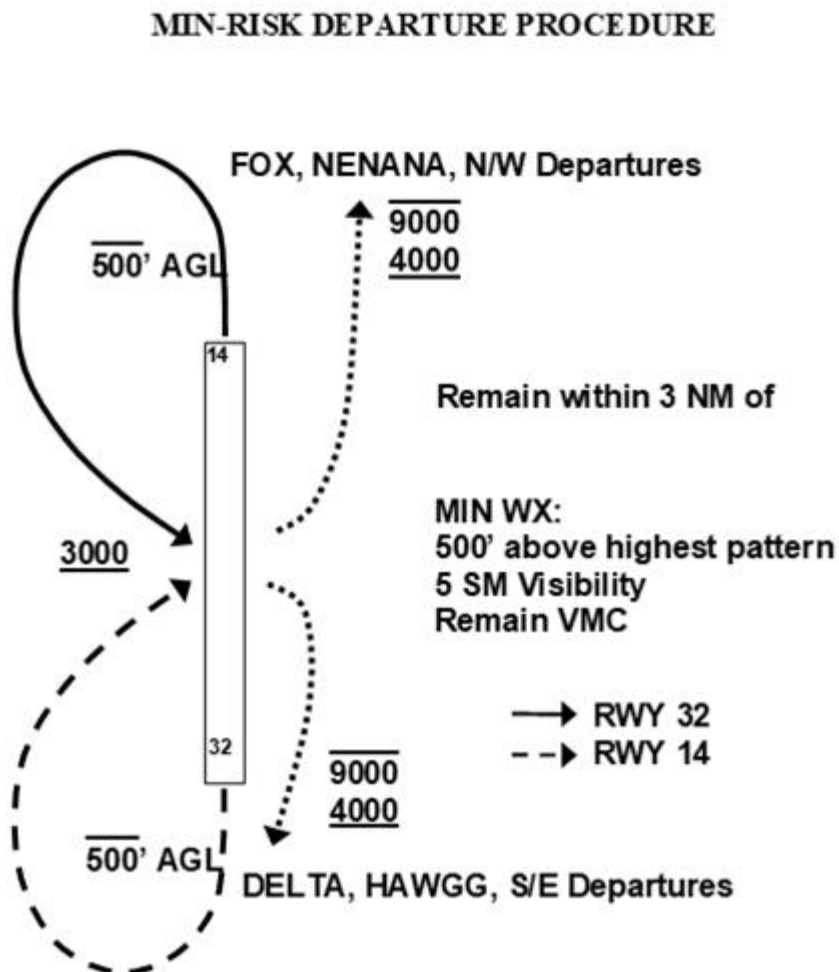 MIN-RISK DEPARTURE PROCEDURE
FOX, NENANA, N/W Departures
9000
4000
500' AGL
14
Remain within 3 NM of
MIN WX:
500' above highest pattern
5 SM Visibility
Remain VMC
3000
RWY 32
RWY 14
32
9000
4000
500' AGL
DELTA, HAWGG, S/E Departures